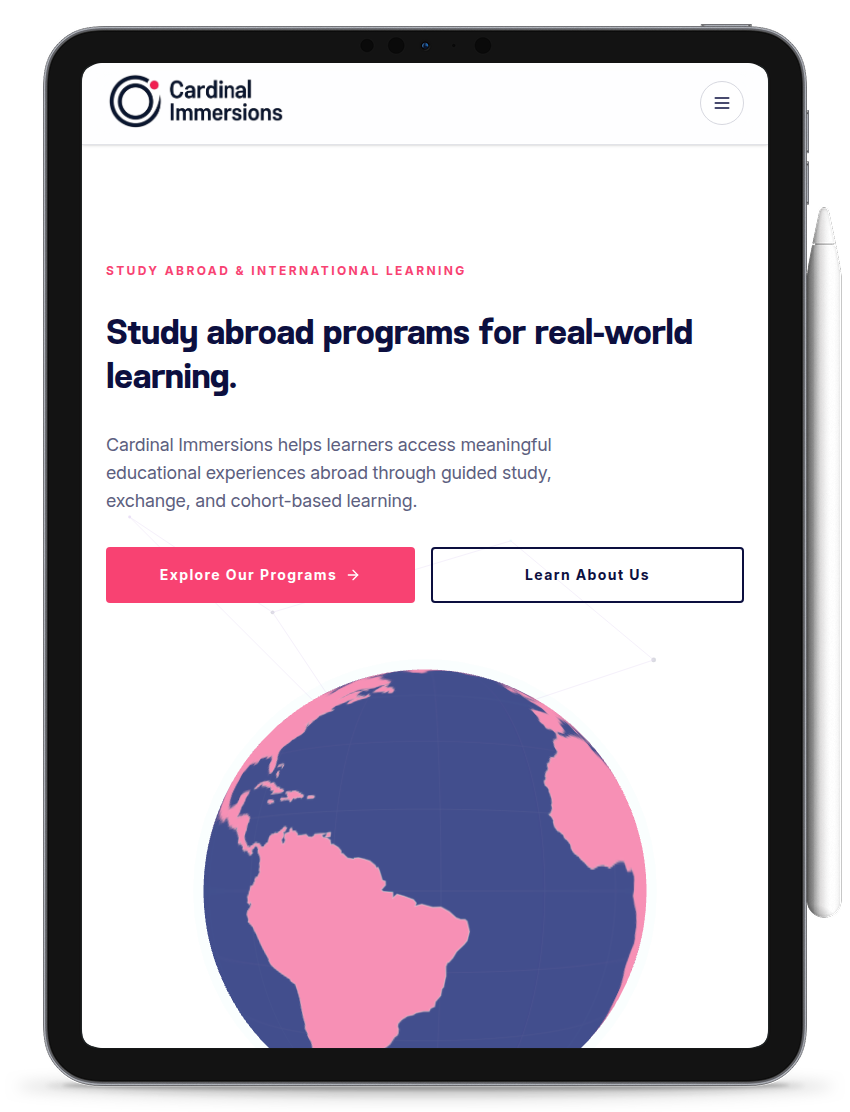 Cardinal
Immersions
STUDY ABROAD & INTERNATIONAL LEARNING
Study abroad programs for real-world
learning.
Cardinal Immersions helps learners access meaningful
educational experiences abroad through guided study,
exchange, and cohort-based learning.
Explore Our Programs →
Learn About Us